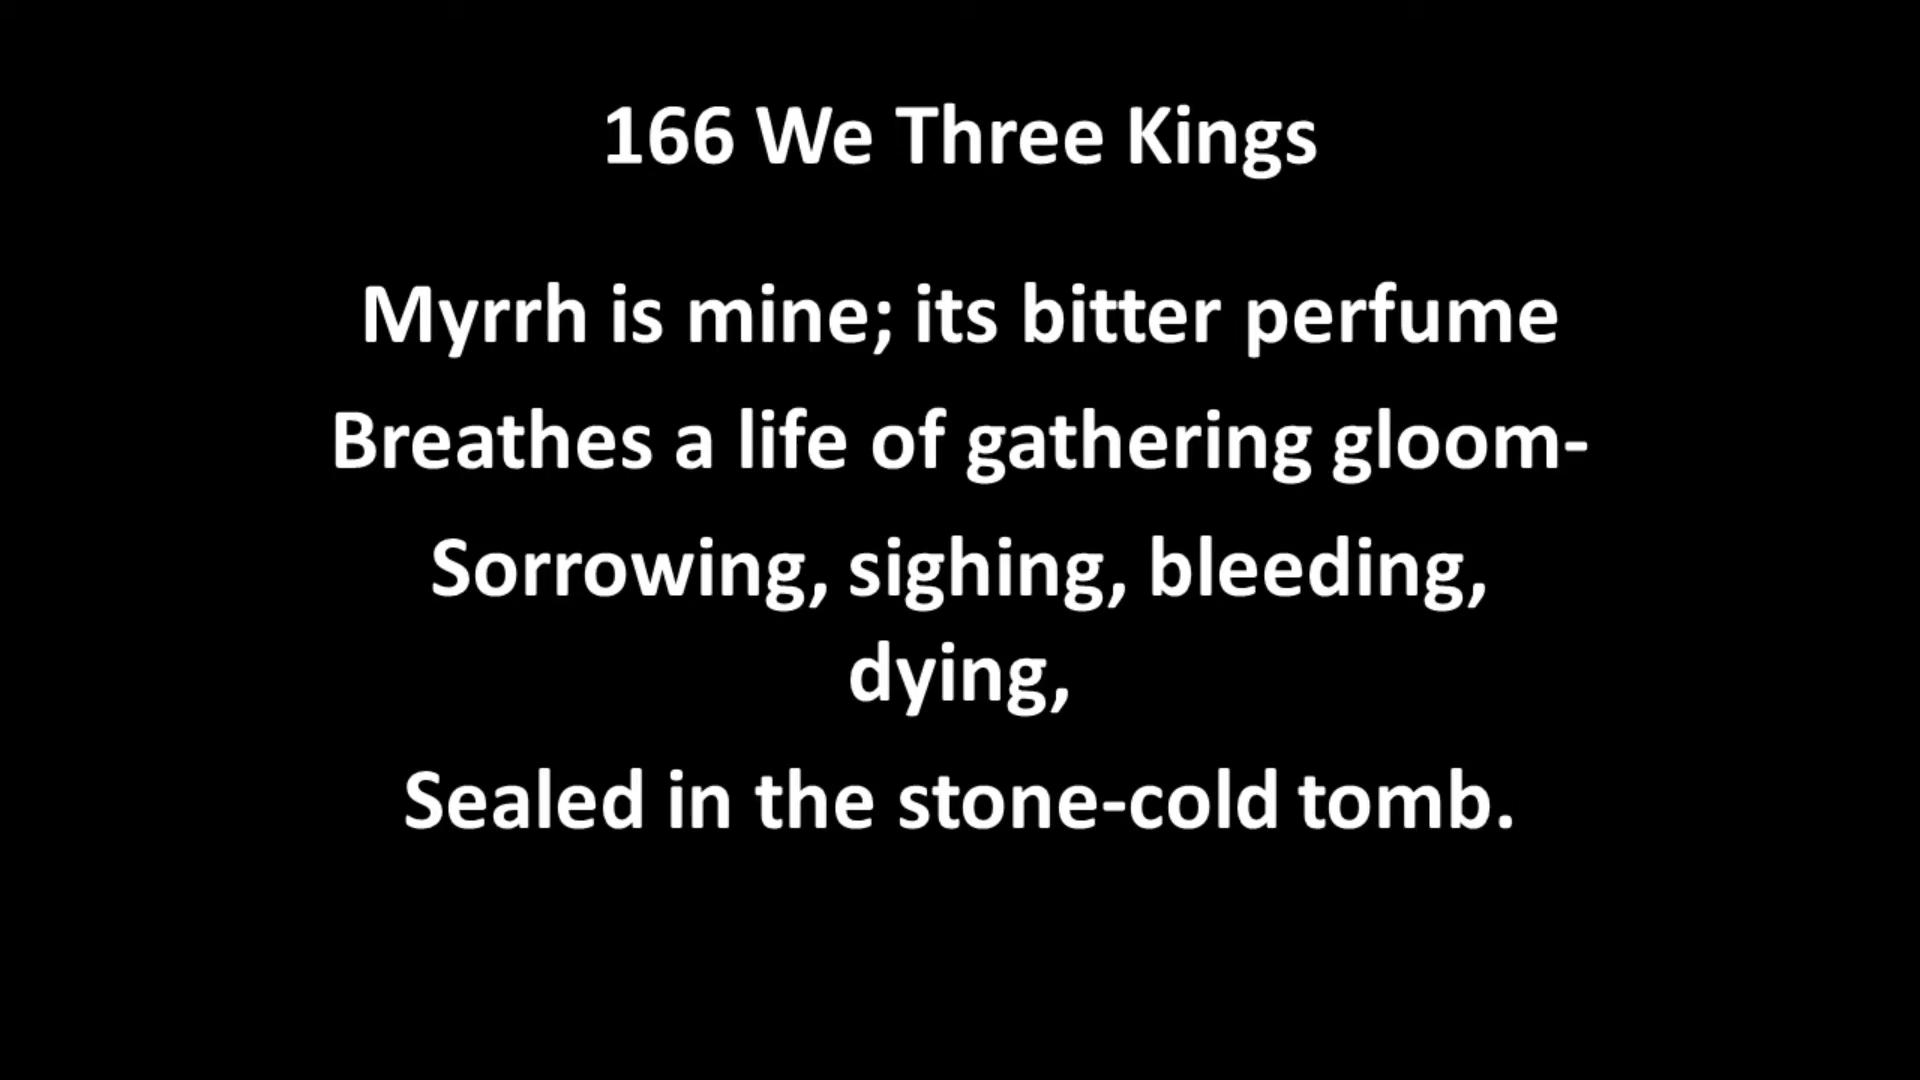 166 We Three Kings
Myrrh is mine; its bitter perfume
Breathes a life of gathering gloom-
Sorrowing, sighing, bleeding,
dying,
Sealed in the stone-cold tomb.